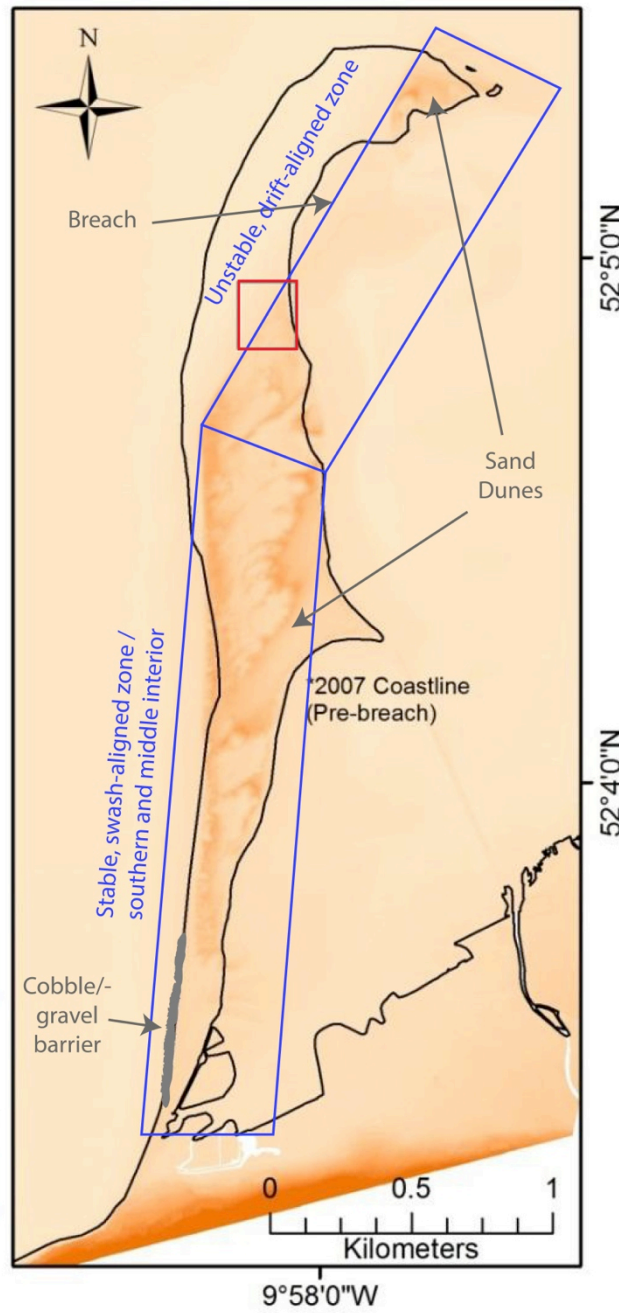 N
Unstable, drift-aligned zone
Breach
52°5'0"N
Sand
Dunes
*2007 Coastline
(Pre-breach)
Stable, swash-aligned zone /
southern and middle interior
52°4'0"N
Cobble/-
gravel
barrier
0 0.5 1
Kilometers
9°58'0"W